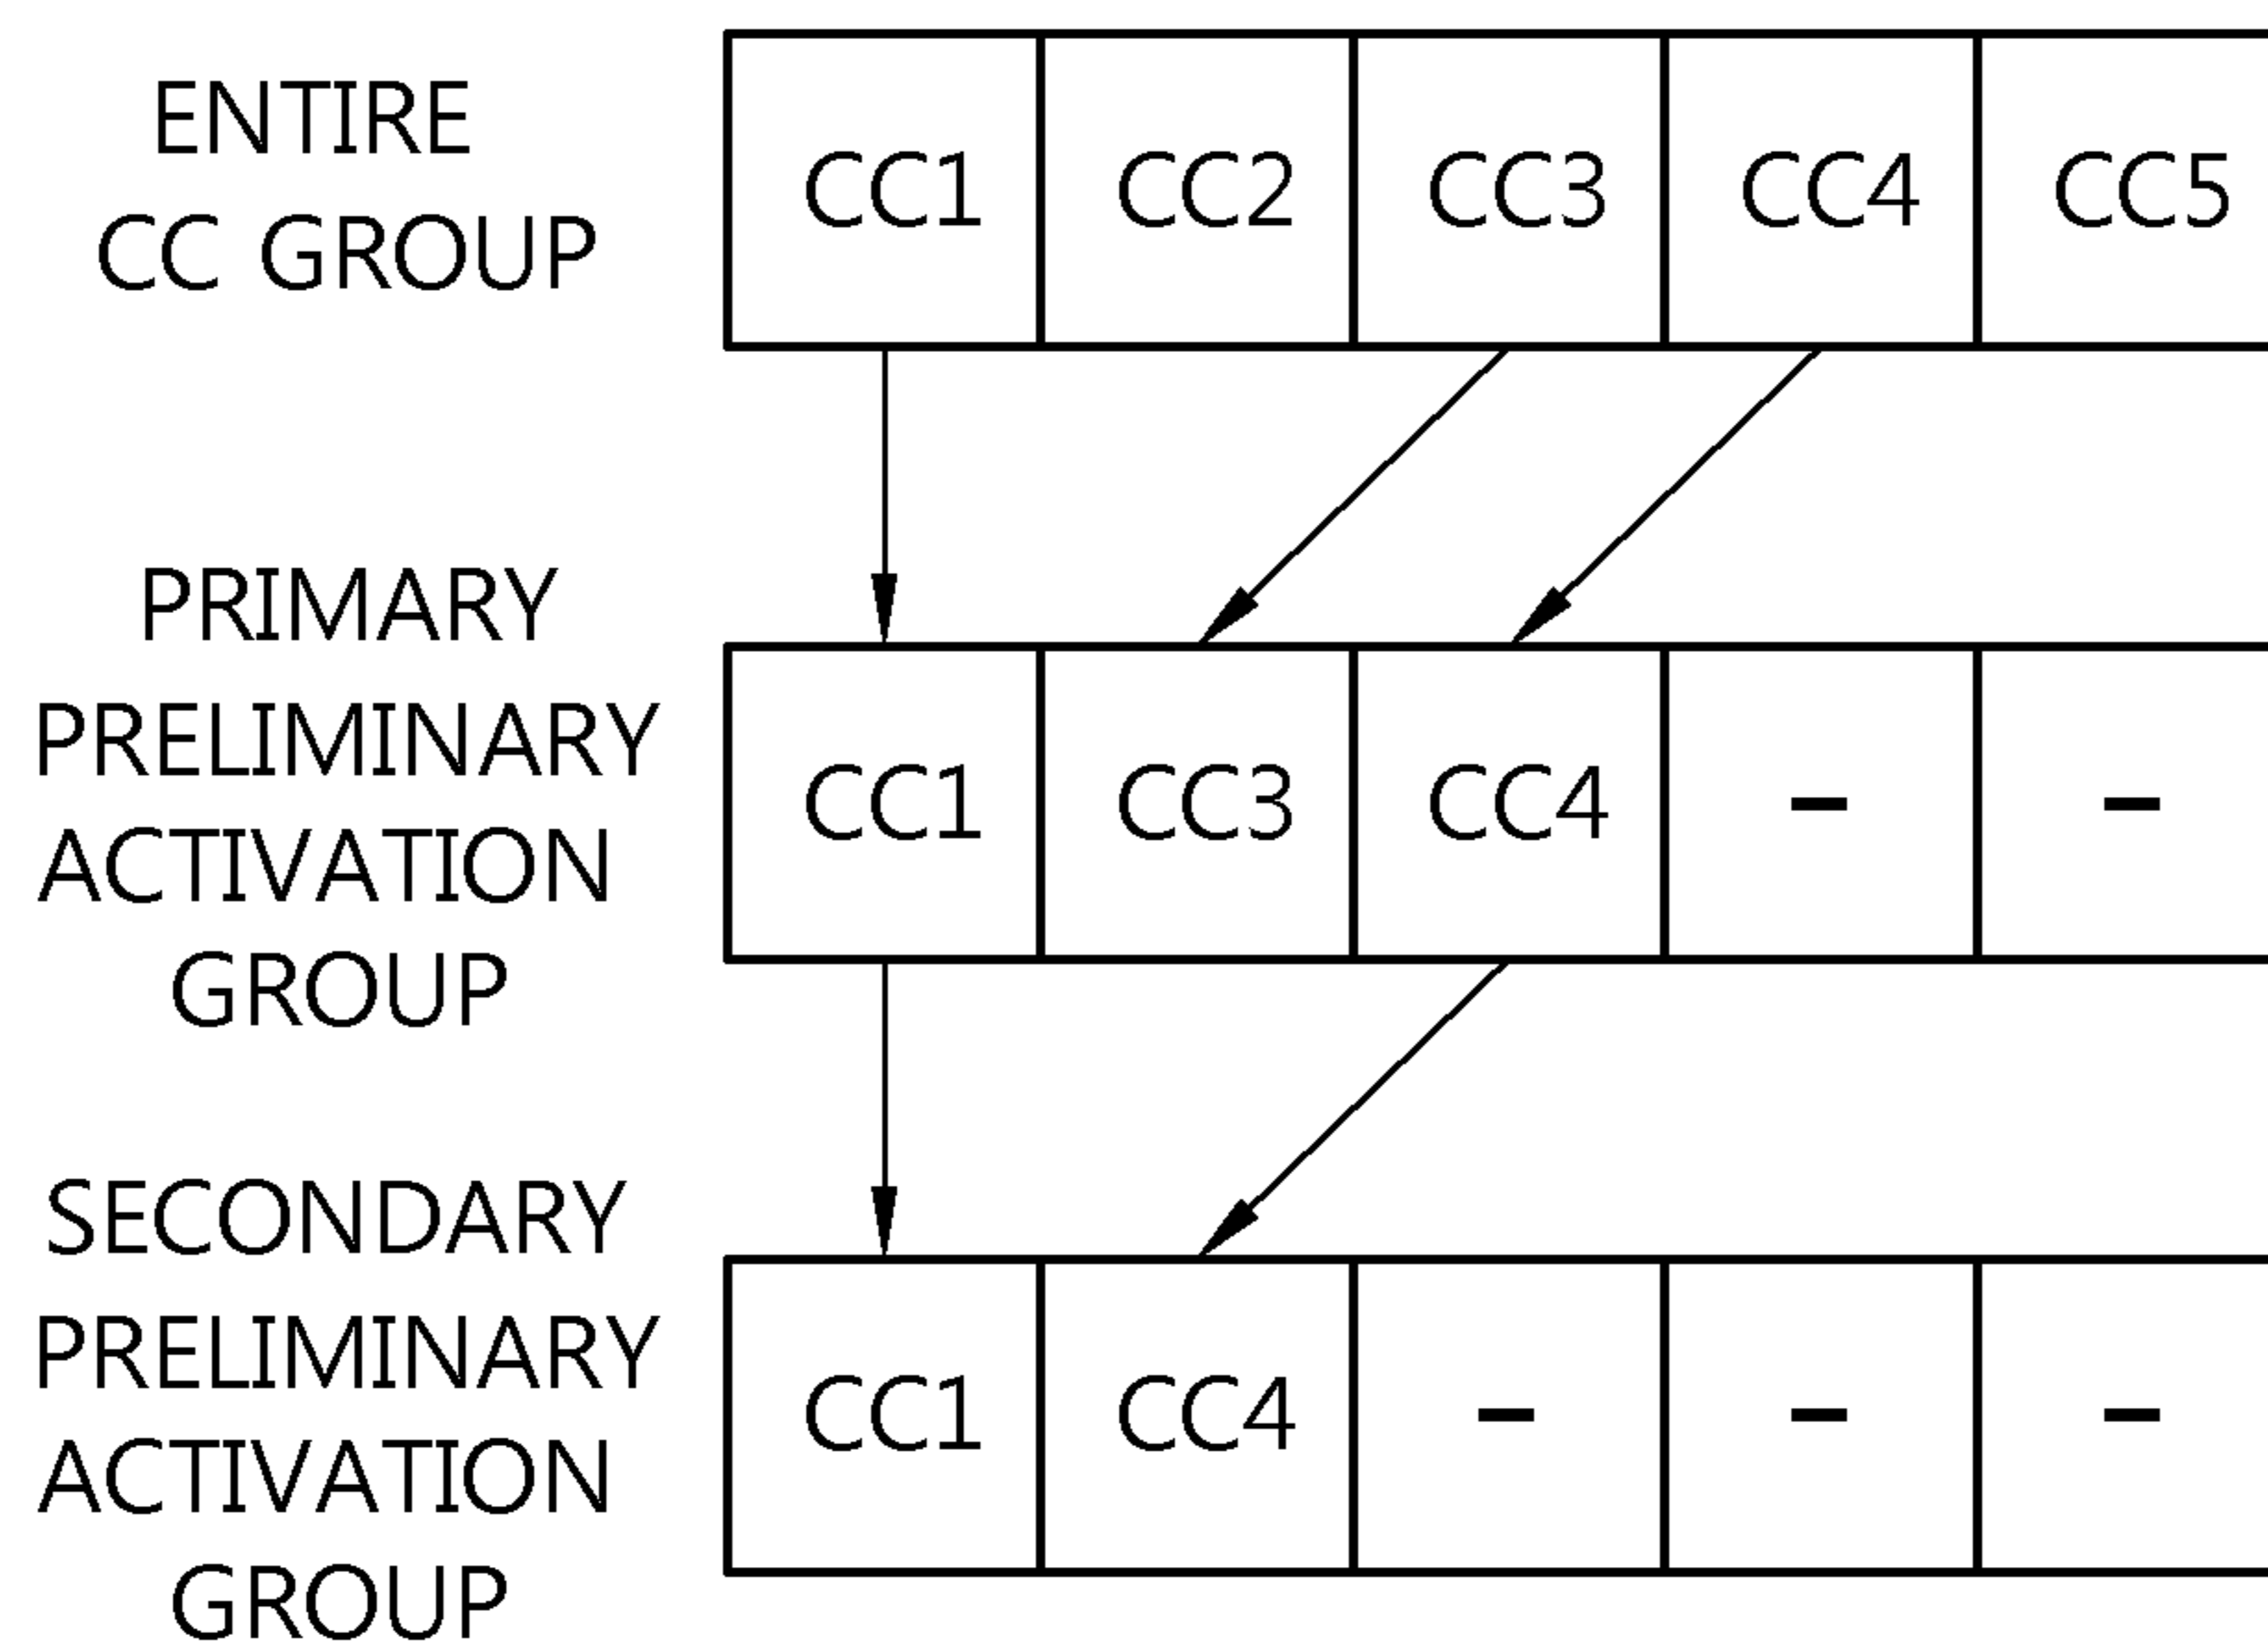 ENTIRE
CC GROUP
CC1 CC2 CC3 CC4 CC5
PRIMARY
PRELIMINARY
ACTIVATION
GROUP
CC1 CC3 CC4 - -
SECONDARY
PRELIMINARY
ACTIVATION
GROUP
CC1 CC4 - - -